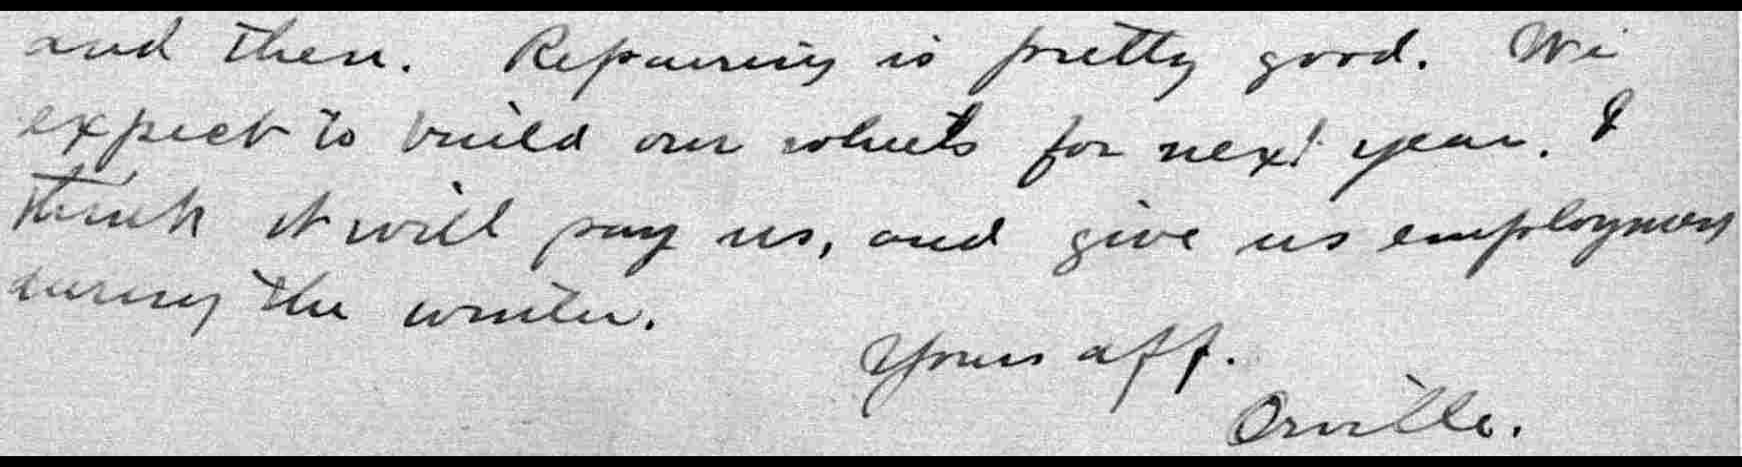 and then. Repairing is pretty good. We
expect to build our wheels for next year. I
think it will pay us, and give us employment
during the winter.
Yours aff.
Orville.